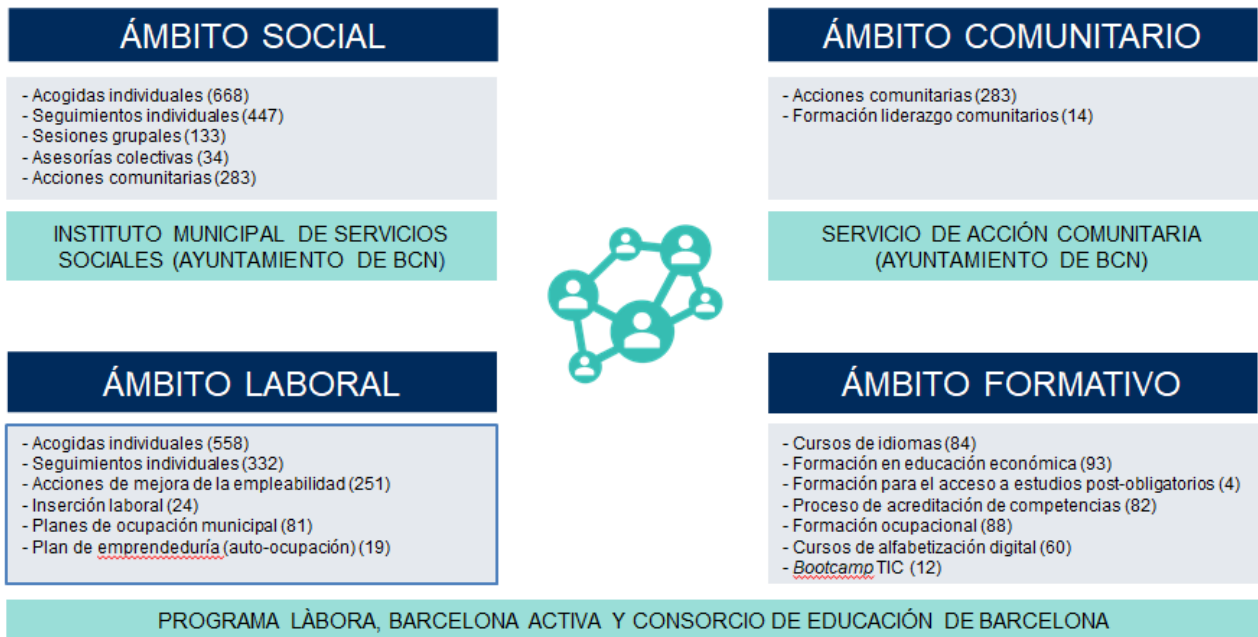 ÁMBITO SOCIAL
- Acogidas individuales (668)
- Seguimientos individuales (447)
- Sesiones grupales (133)
- Asesorías colectivas (34)
- Acciones comunitarias (283)
INSTITUTO MUNICIPAL DE SERVICIOS
SOCIALES (AYUNTAMIENTO DE BCN)
ÁMBITO COMUNITARIO
- Acciones comunitarias (283)
- Formación liderazgo comunitarios (14)
SERVICIO DE ACCIÓN COMUNITARIA
(AYUNTAMIENTO DE BCN)
ÁMBITO LABORAL
- Acogidas individuales (558)
- Seguimientos individuales (332)
- Acciones de mejora de la empleabilidad (251)
- Inserción laboral (24)
- Planes de ocupación municipal (81)
- Plan de emprendeduría (auto-ocupación) (19)
ÁMBITO FORMATIVO
- Cursos de idiomas (84)
- Formación en educación económica (93)
- Formación para el acceso a estudios post-obligatorios (4)
- Proceso de acreditación de competencias (82)
- Formación ocupacional (88)
- Cursos de alfabetización digital (60)
- Bootcamp TIC (12)
PROGRAMA LÀBORA, BARCELONA ACTIVA Y CONSORCIO DE EDUCACIÓN DE BARCELONA